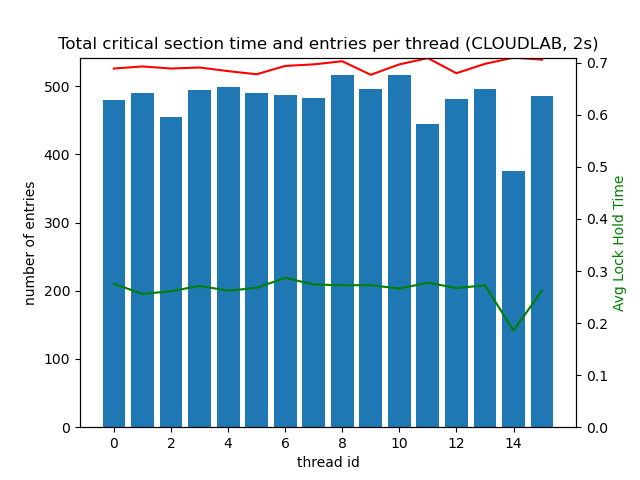 Total critical section time and entries per thread (CLOUDLAB, 2s)
500
400
300
200
100
0
number of entries
0.7
0.6
0.5
0.4
0.3
0.2
0.1
0.0
Avg Lock Hold Time
0 2 4 6 8 10 12 14
thread id